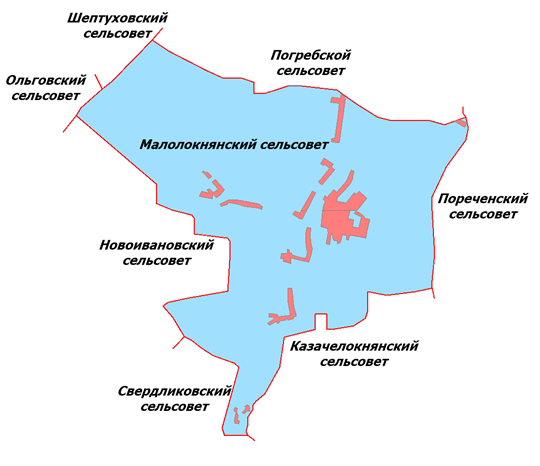 Шептуховский
сельсовет
Погребской
сельсовет
Ольговский
сельсовет
Малолокнянский сельсовет
Пореченский
сельсовет
Новоивановский
сельсовет
Казачелокнянский
сельсовет
Свердликовский
сельсовет